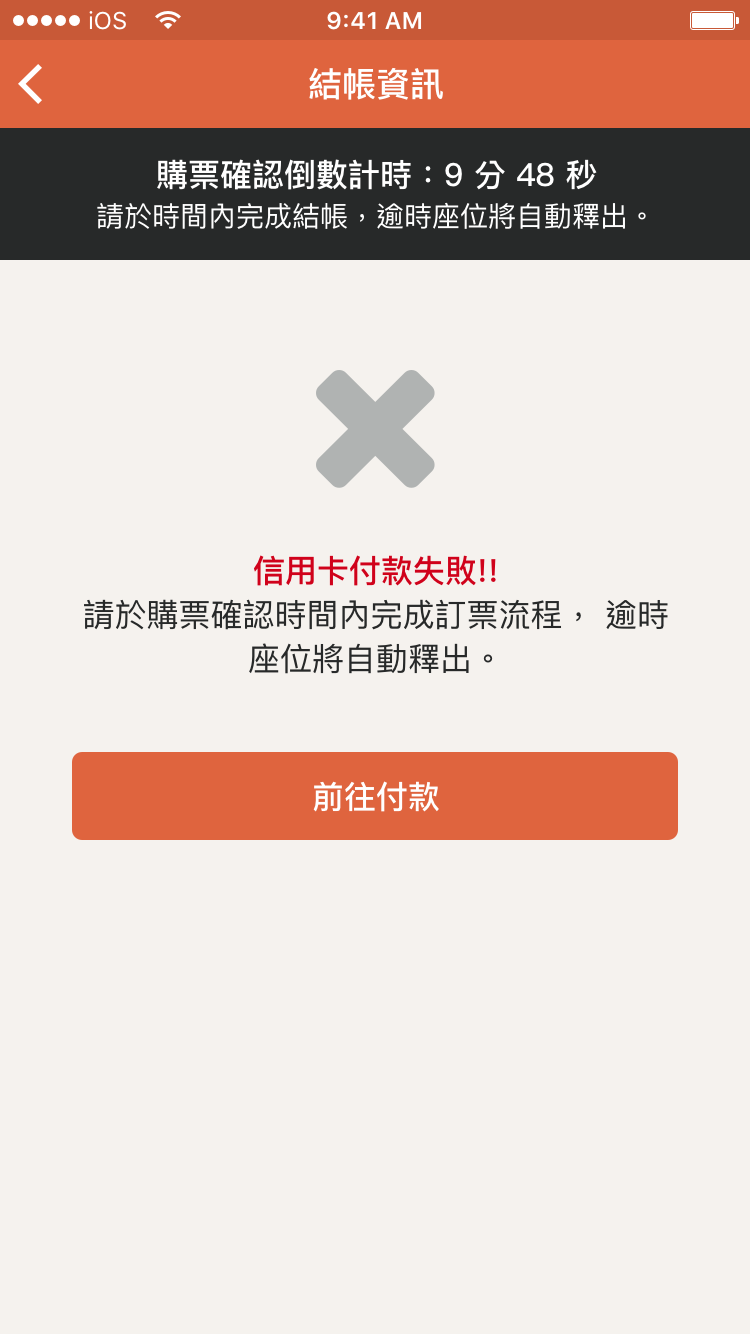 iOS 9:41 AM
結帳資訊
購票確認倒數計時：9 分 48 秒
請於時間內完成結帳，逾時座位將自動釋出。
信用卡付款失敗!!
請於購票確認時間內完成訂票流程， 逾時
座位將自動釋出。
前往付款